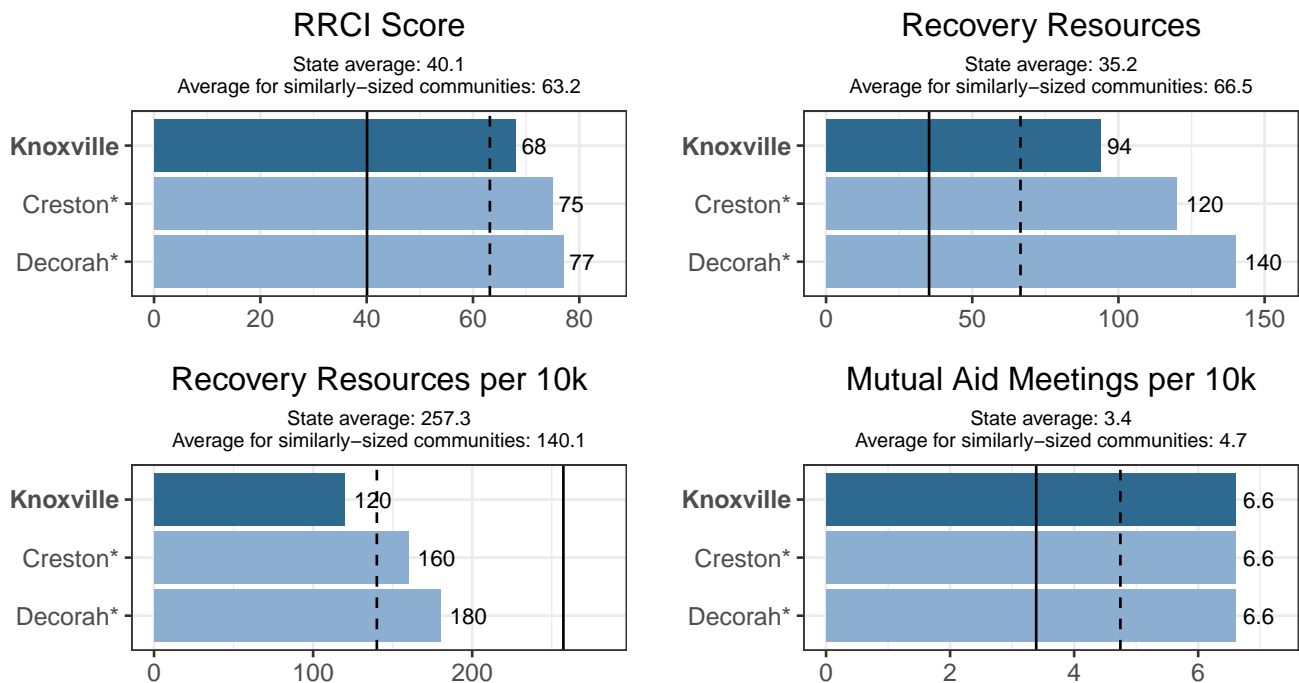 RRCI Score
State average: 40.1
Average for similarly−sized communities: 63.2
Knoxville
68
Creston*
75
Decorah*
77
0 20 40 60 80
Recovery Resources
State average: 35.2
Average for similarly−sized communities: 66.5
Knoxville
94
Creston*
120
Decorah*
140
0 50 100 150
Recovery Resources per 10k
State average: 257.3
Average for similarly−sized communities: 140.1
Knoxville
120
Creston*
160
Decorah*
180
0 100 200
Mutual Aid Meetings per 10k
State average: 3.4
Average for similarly−sized communities: 4.7
Knoxville
6.6
Creston*
6.6
Decorah*
6.6
0 2 4 6